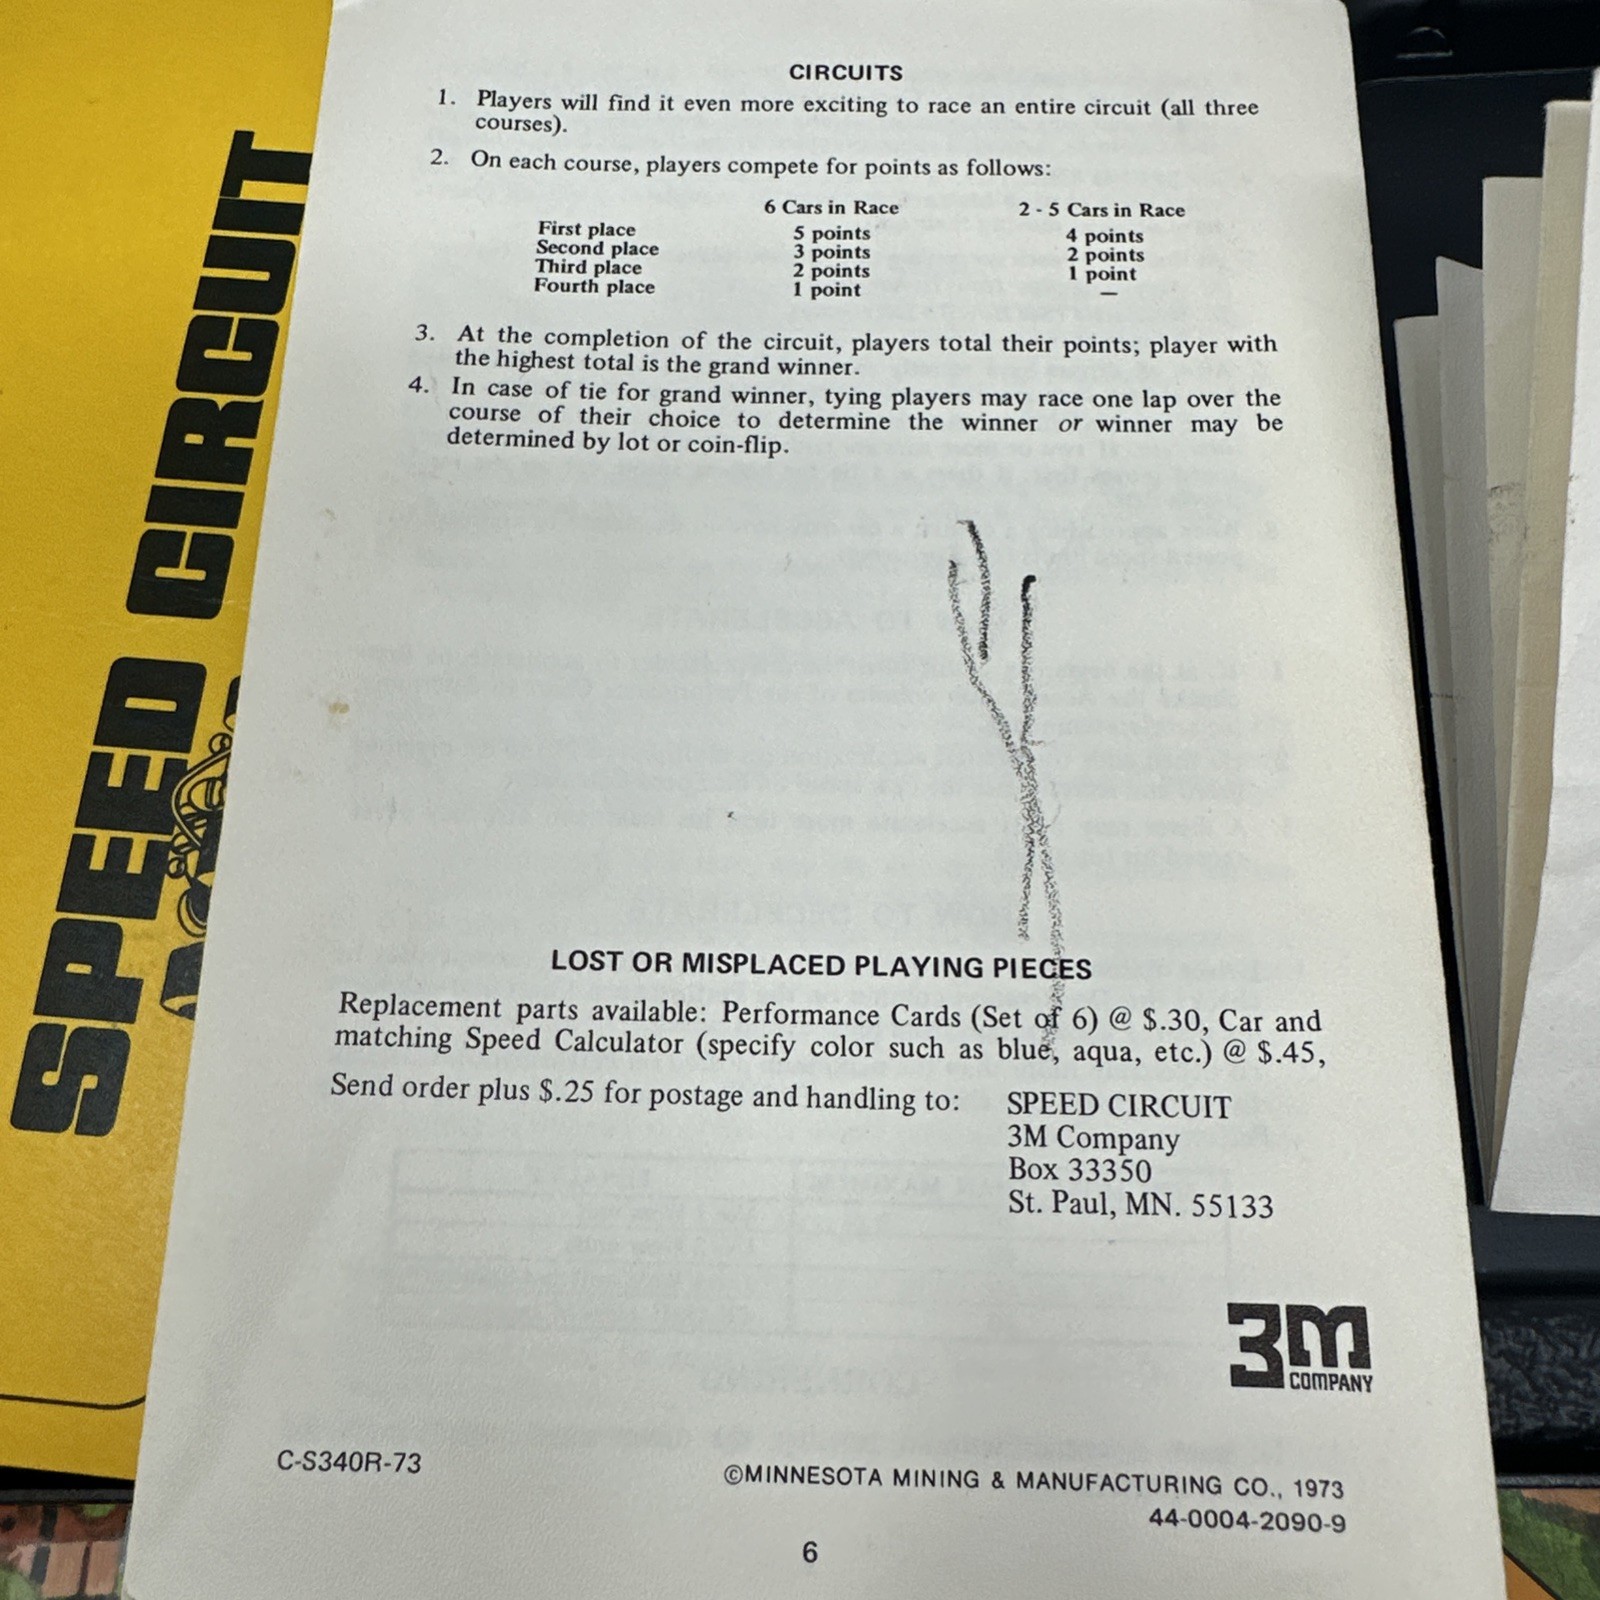 SPEED CIRCUIT
CIRCUITS
1. Players will find it even more exciting to race an entire circuit (all three
courses).
2. On each course, players compete for points as follows:
6 Cars in Race 2 - 5 Cars in Race
First place 5 points 4 points
Second place 3 points 2 points
Third place 2 points 1 point
Fourth place 1 point —
3. At the completion of the circuit, players total their points; player with
the highest total is the grand winner.
4. In case of tie for grand winner, tying players may race one lap over the
course of their choice to determine the winner or winner may be
determined by lot or coin-flip.
LOST OR MISPLACED PLAYING PIECES
Replacement parts available: Performance Cards (Set of 6) @ $.30, Car and
matching Speed Calculator (specify color such as blue, aqua, etc.) @ $.45,
Send order plus $.25 for postage and handling to: SPEED CIRCUIT
3M Company
Box 33350
St. Paul, MN. 55133
3M
COMPANY
C-S340R-73
©MINNESOTA MINING & MANUFACTURING CO., 1973
44-0004-2090-9
6